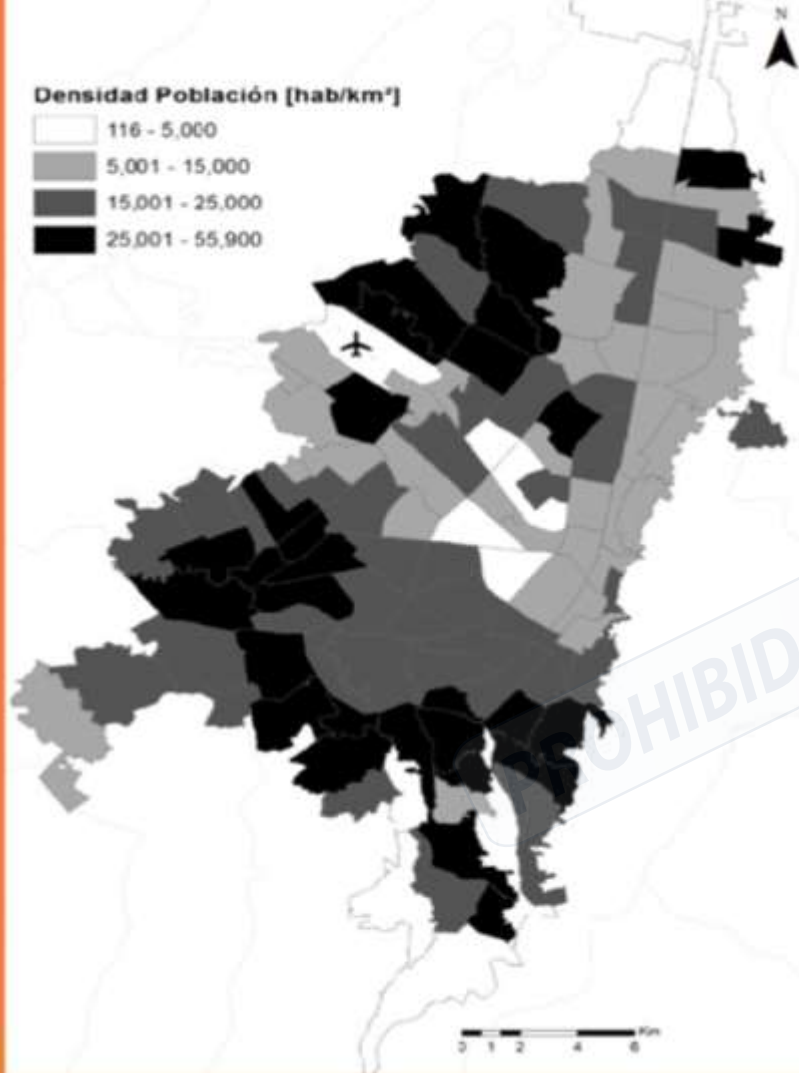 N
Densidad Población [hab/km²]
116 - 5,000
5,001 - 15,000
15,001 - 25,000
25,001 - 55,900
PROHIBID
Km
0 1 2 4 6